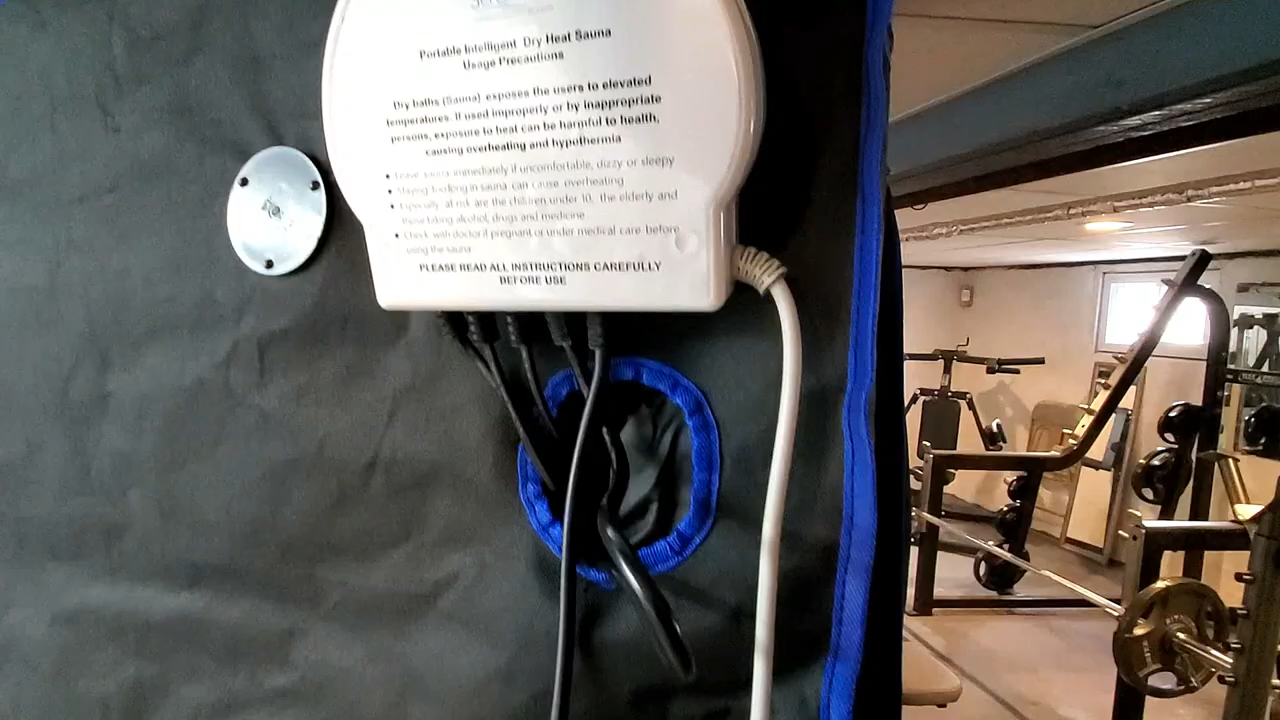 Portable Intelligent Dry Heat Sauna
Usage Precautions
Dry baths (Sauna) exposes the users to elevated
temperatures. If used improperly or by inappropriate
persons, exposure to heat can be harmful to health,
causing overheating and hypothermia
• Leave sauna immediately if uncomfortable, dizzy or sleepy
• Staying too long in sauna can cause overheating
• Especially at risk are the children under 10, the elderly and
those taking alcohol, drugs and medicine
• Check with doctor if pregnant or under medical care before
using the sauna
PLEASE READ ALL INSTRUCTIONS CAREFULLY
BEFORE USE